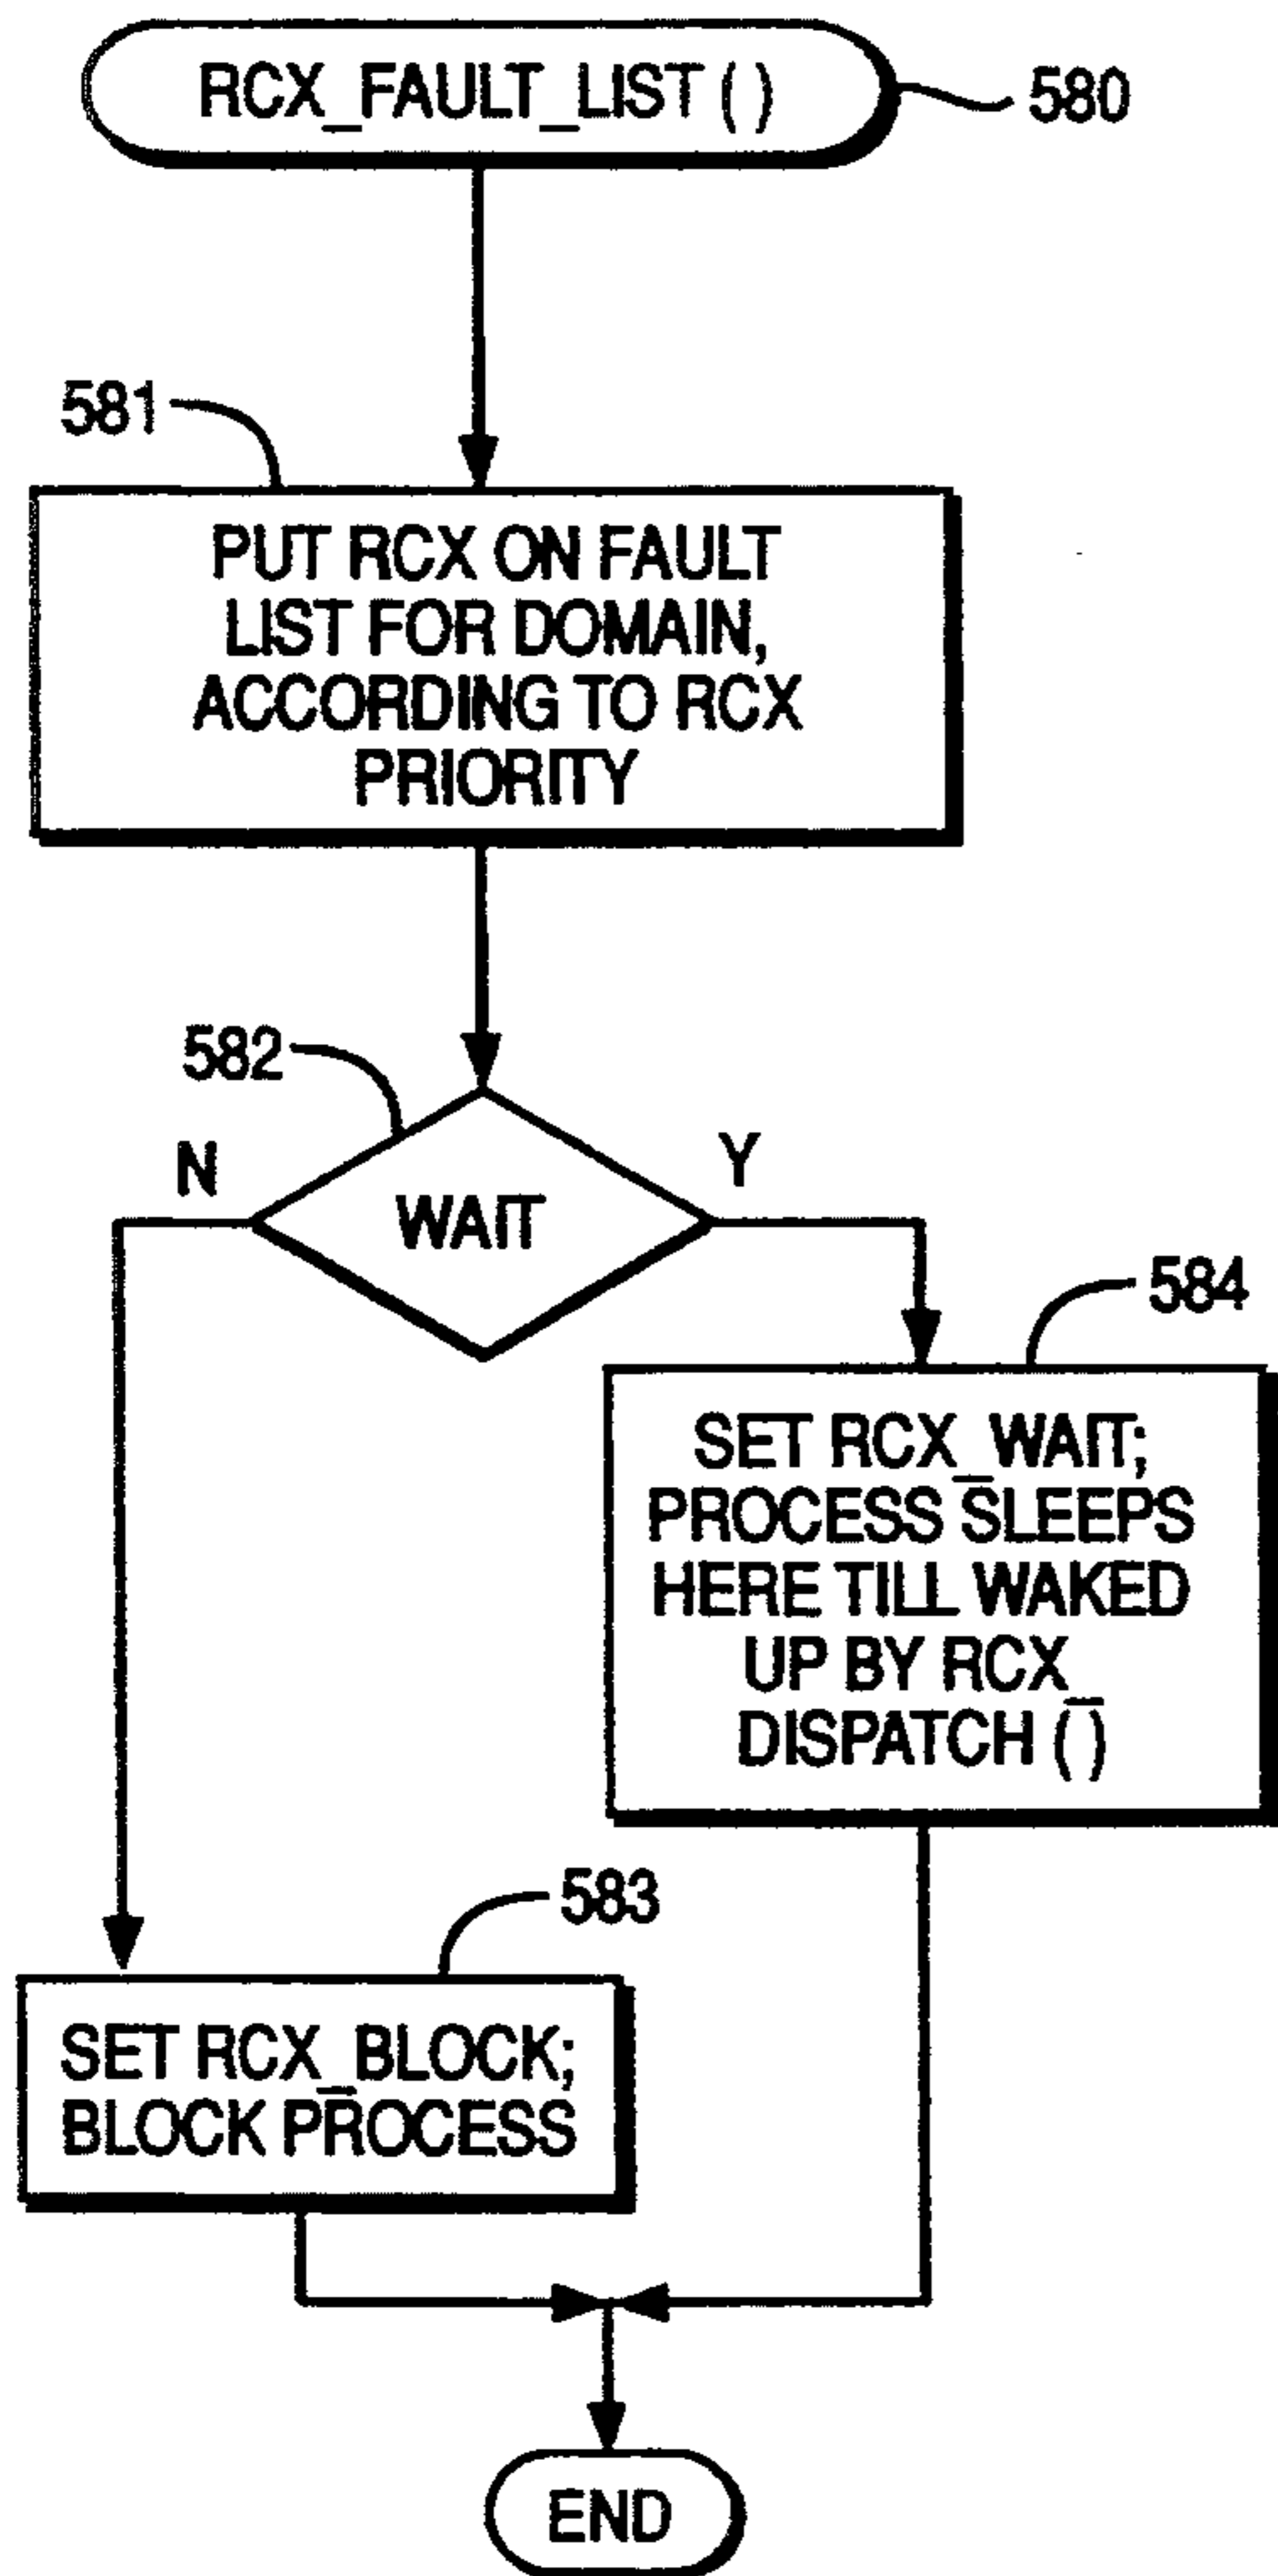 RCX_FAULT_LIST ( )
580
581
PUT RCX ON FAULT
LIST FOR DOMAIN,
ACCORDING TO RCX
PRIORITY
582
N
Y
WAIT
584
SET RCX_WAIT;
PROCESS SLEEPS
HERE TILL WAKED
UP BY RCX_
DISPATCH ( )
583
SET RCX_BLOCK;
BLOCK PROCESS
END